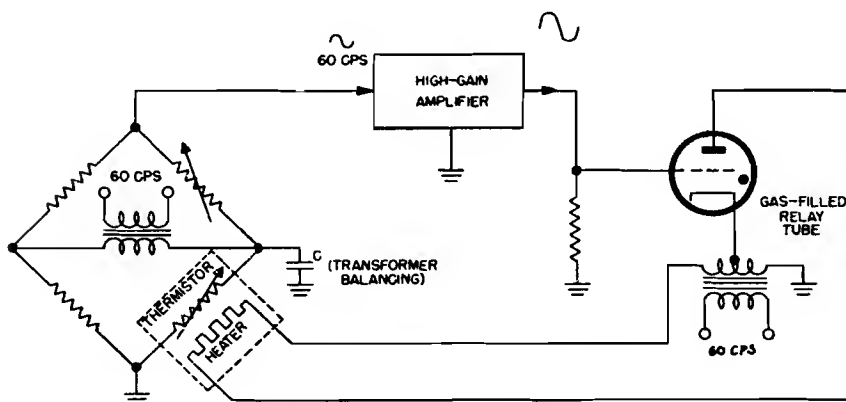 60 CPS
HIGH-GAIN
AMPLIFIER
60 CPS
GAS-FILLED
RELAY
TUBE
C
(TRANSFORMER
BALANCING)
THERMISTOR
HEATER
60 CPS